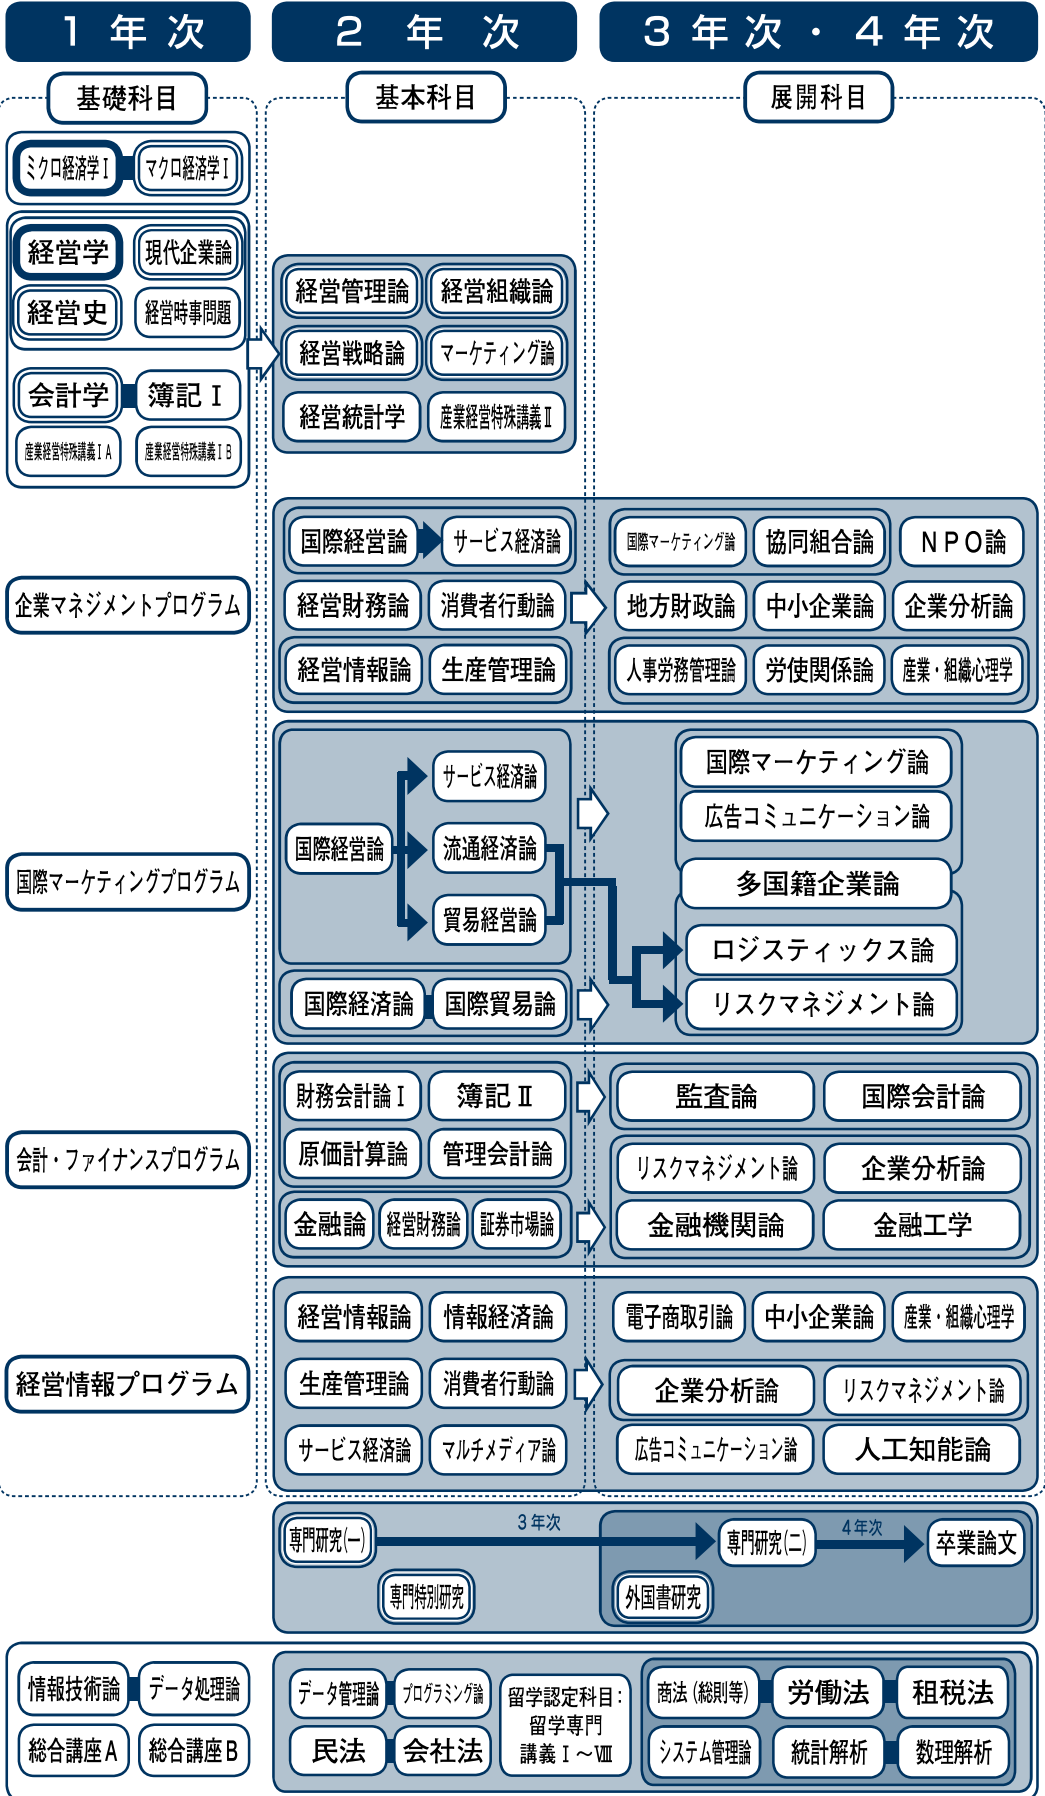 1 年 次
2 年 次
3 年 次 ・ 4 年 次
基礎科目
基本科目
展開科目
ミクロ経済学Ⅰ
マクロ経済学Ⅰ
経営学
現代企業論
経営史
経営時事問題
会計学
簿記Ⅰ
産業経営特殊講義ⅠA
産業経営特殊講義ⅠB
経営管理論
経営組織論
経営戦略論
マーケティング論
経営統計学
産業経営特殊講義Ⅱ
企業マネジメントプログラム
国際経営論
サービス経済論
国際マーケティング論
協同組合論
NPO論
経営財務論
消費者行動論
地方財政論
中小企業論
企業分析論
経営情報論
生産管理論
人事労務管理論
労使関係論
産業・組織心理学
国際マーケティングプログラム
国際経営論
サービス経済論
流通経済論
貿易経営論
国際経済論
国際貿易論
国際マーケティング論
広告コミュニケーション論
多国籍企業論
ロジスティックス論
リスクマネジメント論
会計・ファイナンスプログラム
財務会計論Ⅰ
簿記Ⅱ
監査論
国際会計論
原価計算論
管理会計論
リスクマネジメント論
企業分析論
金融論
経営財務論
証券市場論
金融機関論
金融工学
経営情報プログラム
経営情報論
情報経済論
電子商取引論
中小企業論
産業・組織心理学
生産管理論
消費者行動論
企業分析論
リスクマネジメント論
サービス経済論
マルチメディア論
広告コミュニケーション論
人工知能論
専門研究(一)
3年次
専門研究(二)
4年次
卒業論文
専門特別研究
外国書研究
情報技術論
データ処理論
総合講座A
総合講座B
データ管理論
プログラミング論
民法
会社法
留学認定科目:
留学専門
講義Ⅰ～Ⅷ
商法(総則等)
労働法
租税法
システム管理論
統計解析
数理解析